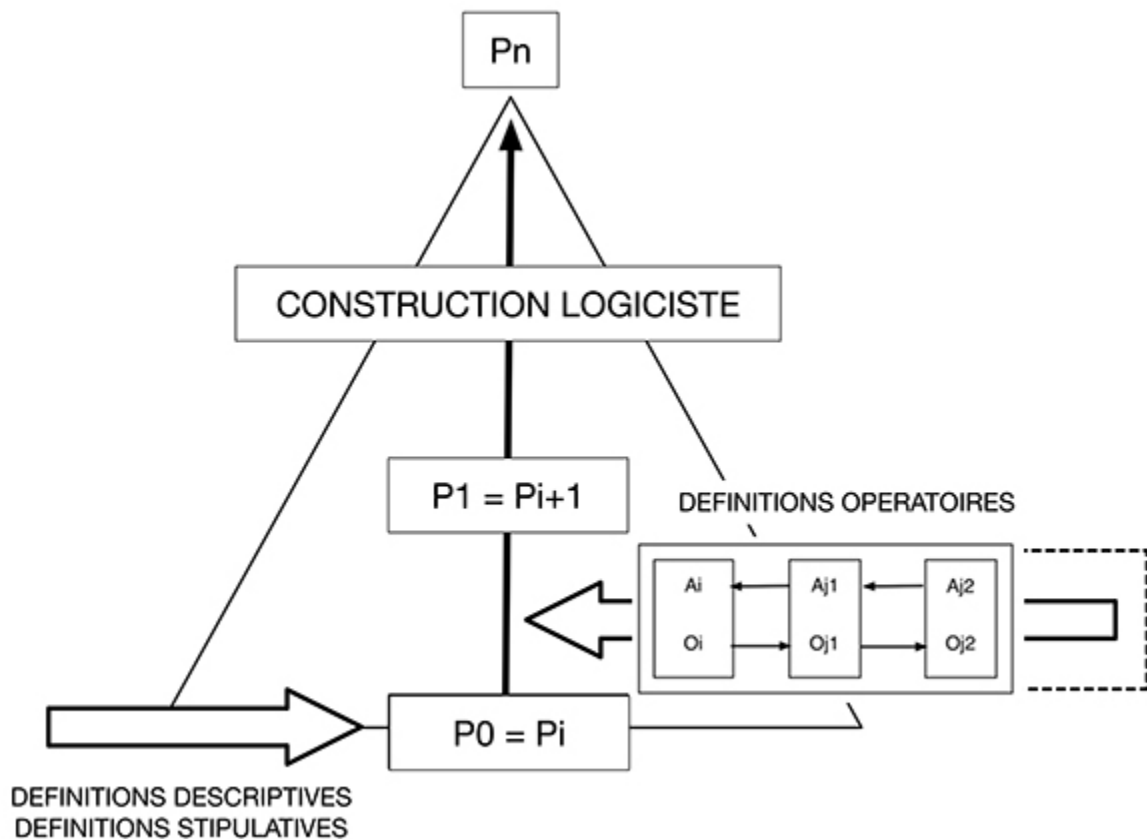 Pn
CONSTRUCTION LOGICISTE
P1 = Pi+1
DEFINITIONS OPERATOIRES
Ai Aj1 Aj2
Oi Oj1 Oj2
P0 = Pi
DEFINITIONS DESCRIPTIVES
DEFINITIONS STIPULATIVES